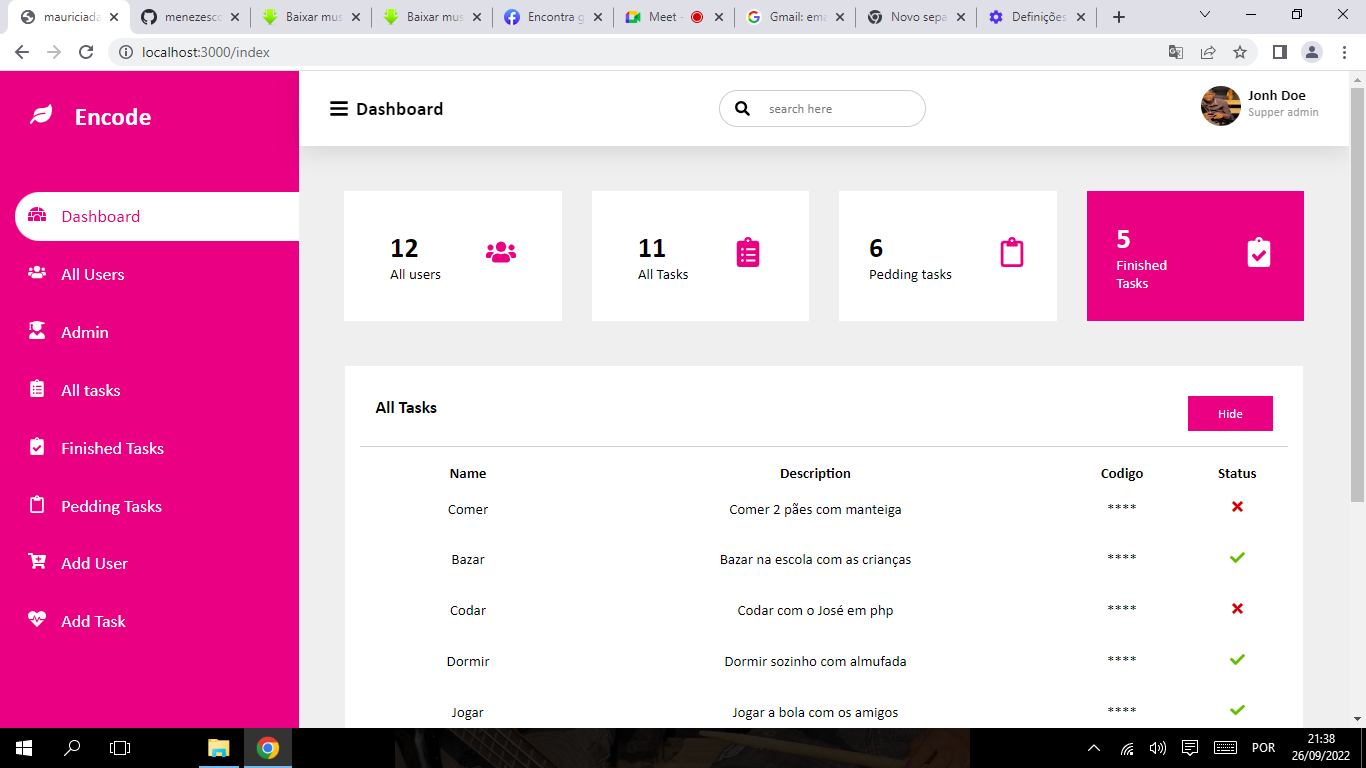 mauriciada
menezesco
Baixar mus
Baixar mus
Encontra g
Meet -
Gmail: ema
Novo sepa
Definições
localhost:3000/index
Encode
Dashboard
search here
Jonh Doe
Supper admin
Dashboard
All Users
Admin
All tasks
Finished Tasks
Pedding Tasks
Add User
Add Task
12
All users
11
All Tasks
6
Pedding tasks
5
Finished
Tasks
All Tasks
Hide
Name Description Codigo Status
Comer Comer 2 pães com manteiga ****
Bazar Bazar na escola com as crianças ****
Codar Codar com o José em php ****
Dormir Dormir sozinho com almufada ****
Jogar Jogar a bola com os amigos ****
POR
21:38
26/09/2022